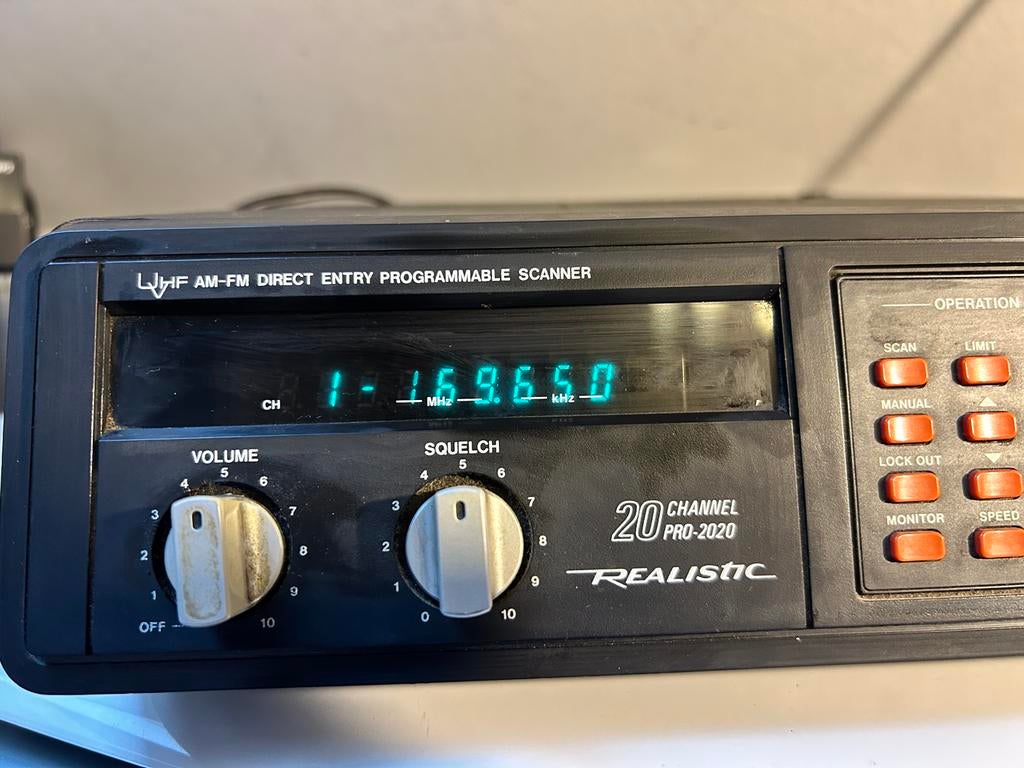 U/VHF AM-FM DIRECT ENTRY PROGRAMMABLE SCANNER
CH 1- 169.650
MHz kHz
VOLUME
OFF 1 2 3 4 5 6 7 8 9 10
SQUELCH
0 1 2 3 4 5 6 7 8 9 10
20 CHANNEL
PRO-2020
REALISTIC
OPERATION
SCAN LIMIT
MANUAL
LOCK OUT
MONITOR SPEED